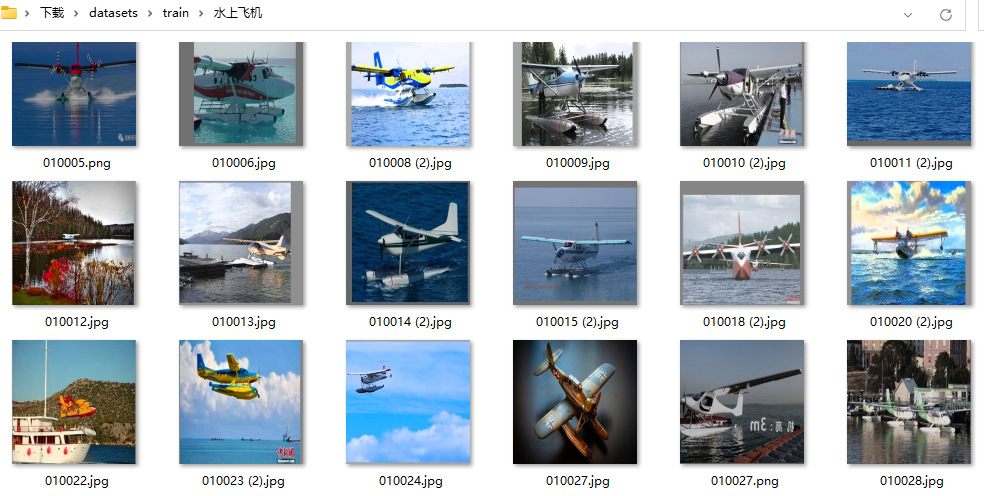 下载 > datasets > train > 水上飞机
010005.png
010006.jpg
010008 (2).jpg
010009.jpg
010010 (2).jpg
010011 (2).jpg
010012.jpg
010013.jpg
010014 (2).jpg
010015 (2).jpg
010018 (2).jpg
010020 (2).jpg
010022.jpg
010023 (2).jpg
010024.jpg
010027.jpg
010027.png
010028.jpg